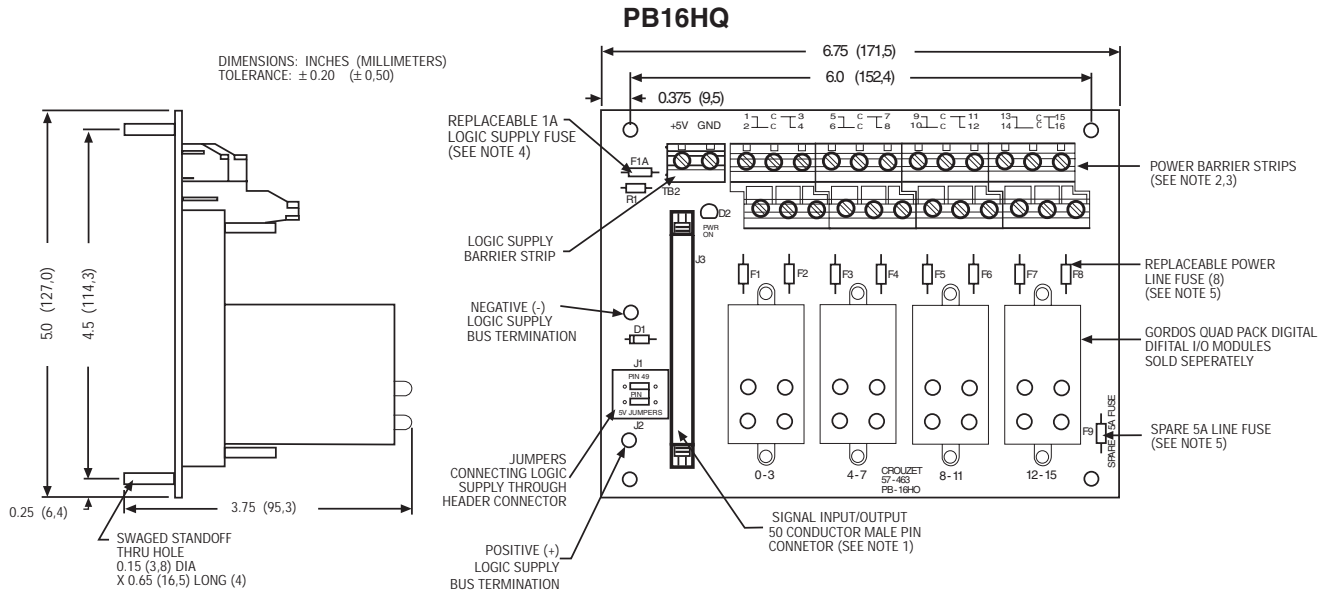 PB16HQ
DIMENSIONS: INCHES (MILLIMETERS)
TOLERANCE: ± 0.20 (± 0,50)
6.75 (171,5)
6.0 (152,4)
0.375 (9,5)
5.0 (127,0)
4.5 (114,3)
0.25 (6,4)
3.75 (95,3)
SWAGED STANDOFF
THRU HOLE
0.15 (3,8) DIA
X 0.65 (16,5) LONG (4)
REPLACEABLE 1A
LOGIC SUPPLY FUSE
(SEE NOTE 4)
LOGIC SUPPLY
BARRIER STRIP
NEGATIVE (-)
LOGIC SUPPLY
BUS TERMINATION
JUMPERS
CONNECTING LOGIC
SUPPLY THROUGH
HEADER CONNECTOR
POSITIVE (+)
LOGIC SUPPLY
BUS TERMINATION
+5V GND
1 C 3 5 C 7 9 C 11 13 C 15
2 C 4 6 C 8 10 C 12 14 C 16
F1A
R1
TB2
D2
PWR
ON
J3
D1
J1
PIN 49
PIN
5V JUMPERS
J2
F1 F2 F3 F4 F5 F6 F7 F8
F9
SPARE 5A FUSE
0-3 4-7 8-11 12-15
CROUZET
57-463
PB-16HO
POWER BARRIER STRIPS
(SEE NOTE 2,3)
REPLACEABLE POWER
LINE FUSE (8)
(SEE NOTE 5)
GORDOS QUAD PACK DIGITAL
DIFITAL I/O MODULES
SOLD SEPERATELY
SPARE 5A LINE FUSE
(SEE NOTE 5)
SIGNAL INPUT/OUTPUT
50 CONDUCTOR MALE PIN
CONNETOR (SEE NOTE 1)